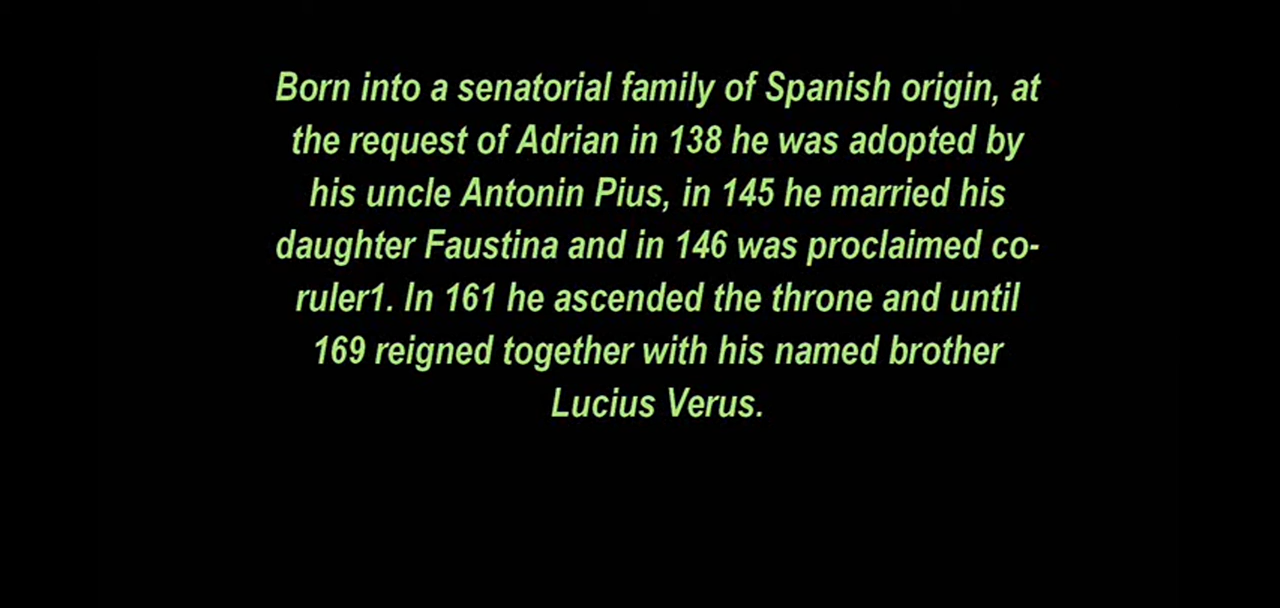 Born into a senatorial family of Spanish origin, at
the request of Adrian in 138 he was adopted by
his uncle Antonin Pius, in 145 he married his
daughter Faustina and in 146 was proclaimed co-
ruler1. In 161 he ascended the throne and until
169 reigned together with his named brother
Lucius Verus.